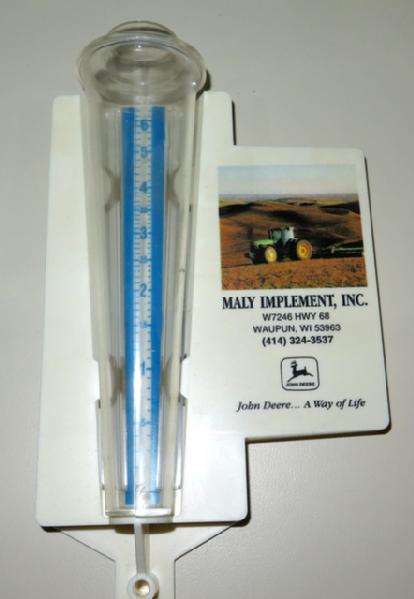 6
5
4
3
2
1
MALY IMPLEMENT, INC.
W7246 HWY 68
WAUPUN, WI 53963
(414) 324-3537
JOHN DEERE
John Deere... A Way of Life